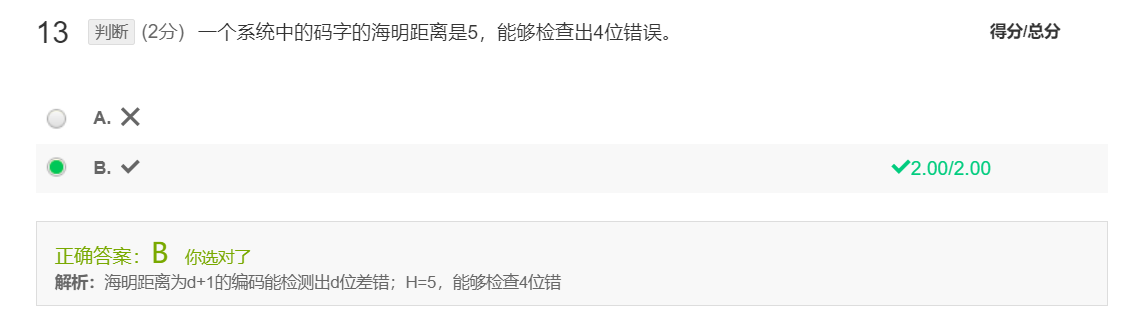 13 判断 (2分) 一个系统中的码字的海明距离是5，能够检查出4位错误。 得分/总分
A. ✕
B. ✓ ✓2.00/2.00
正确答案：B 你选对了
解析：海明距离为d+1的编码能检测出d位差错；H=5，能够检查4位错